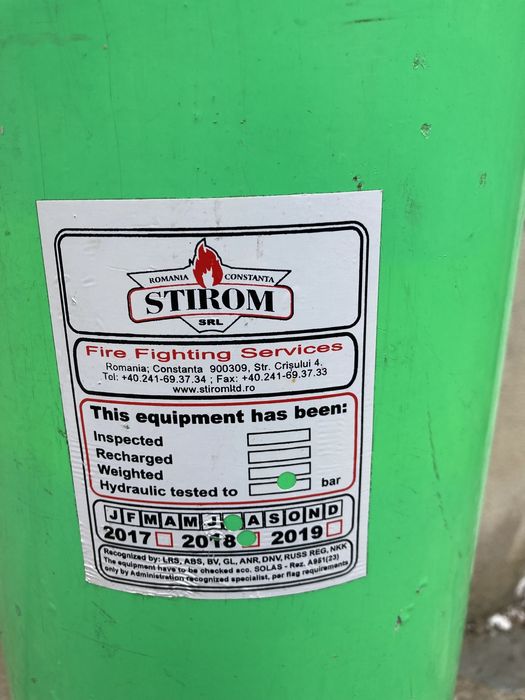 ROMANIA CONSTANTA
STIROM
SRL
Fire Fighting Services
Romania; Constanta 900309, Str. Crișului 4.
Tel: +40.241-69.37.34 ; Fax: +40.241-69.37.33
www.stiromltd.ro
This equipment has been:
Inspected
Recharged
Weighted
Hydraulic tested to bar
J F M A M J A S O N D
2017 2018 2019
Recognized by: LRS, ABS, BV, GL, ANR, DNV, RUSS REG, NKK
The equipment have to be checked acc. SOLAS - Rez. A951(23)
only by Administration recognized specialist, per flag requirements